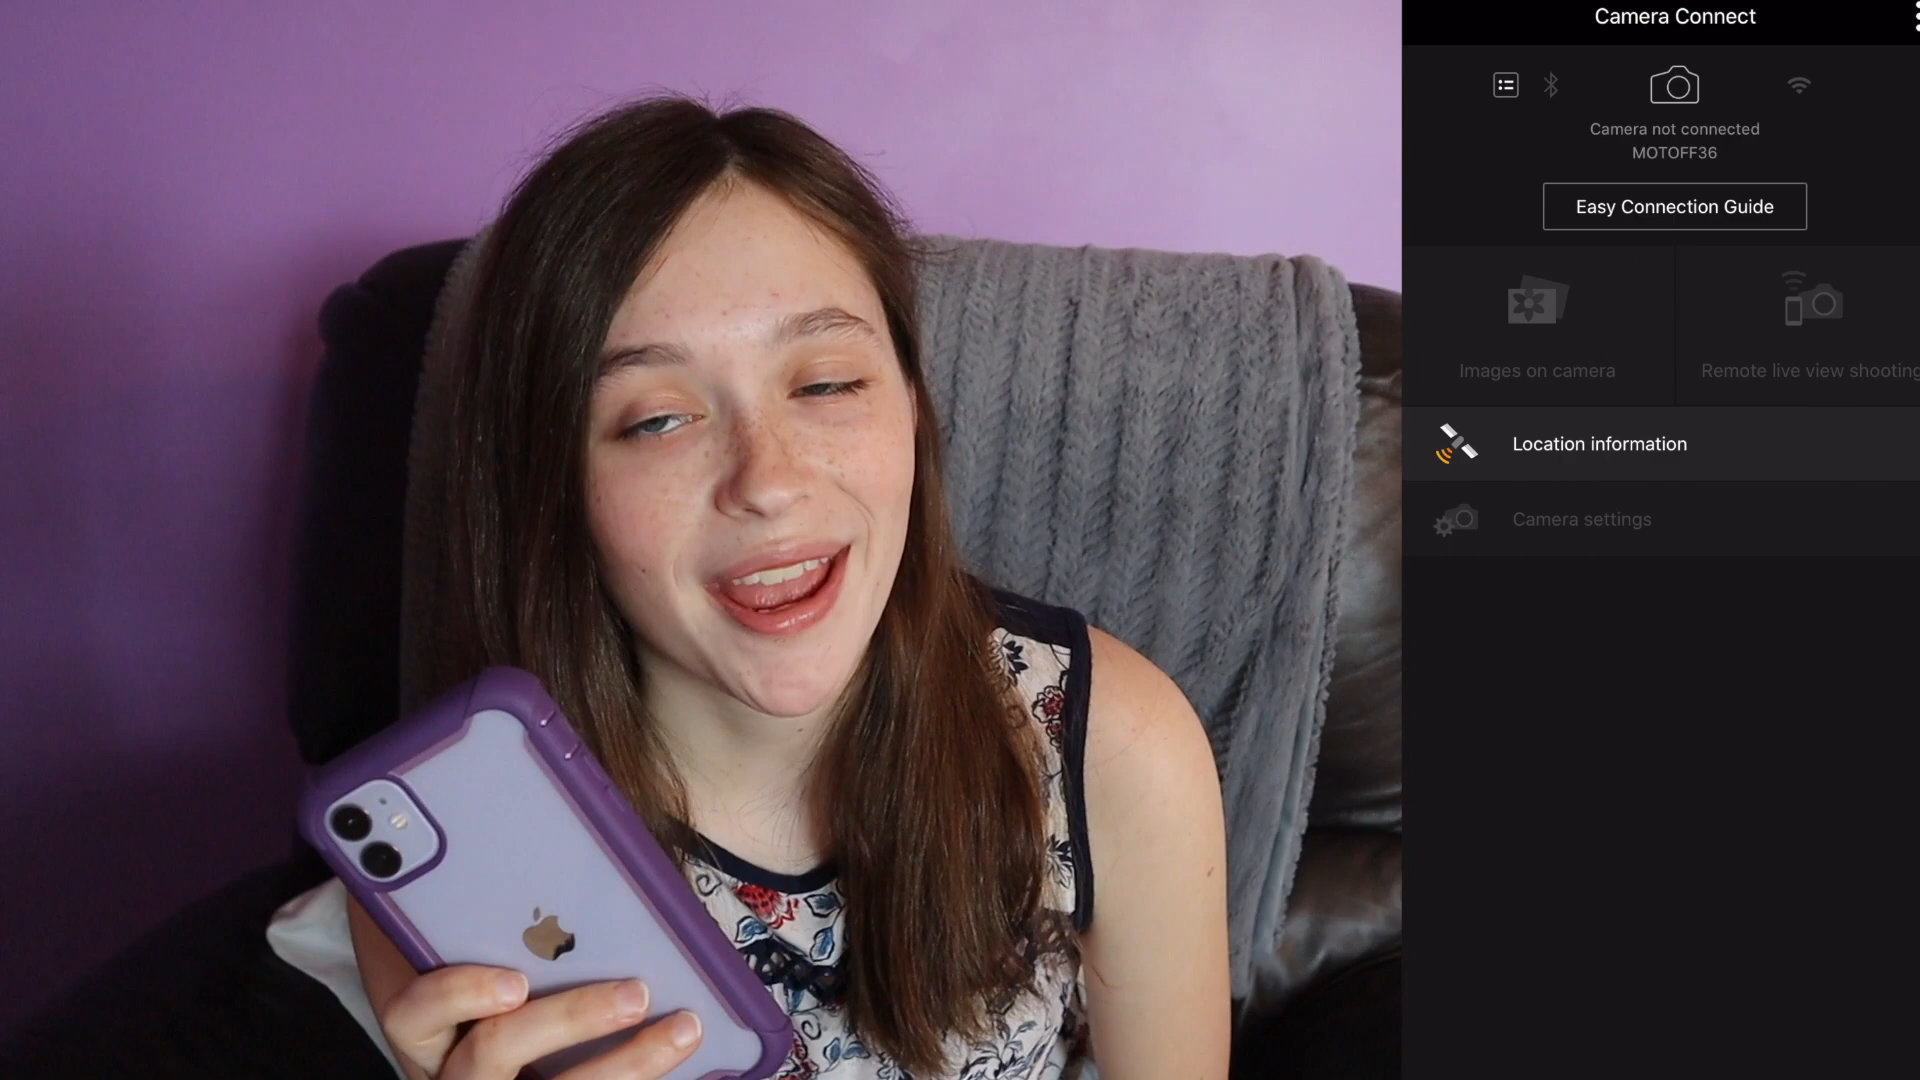 Camera Connect
Camera not connected
MOTOFF36
Easy Connection Guide
Images on camera
Remote live view shooting
Location information
Camera settings